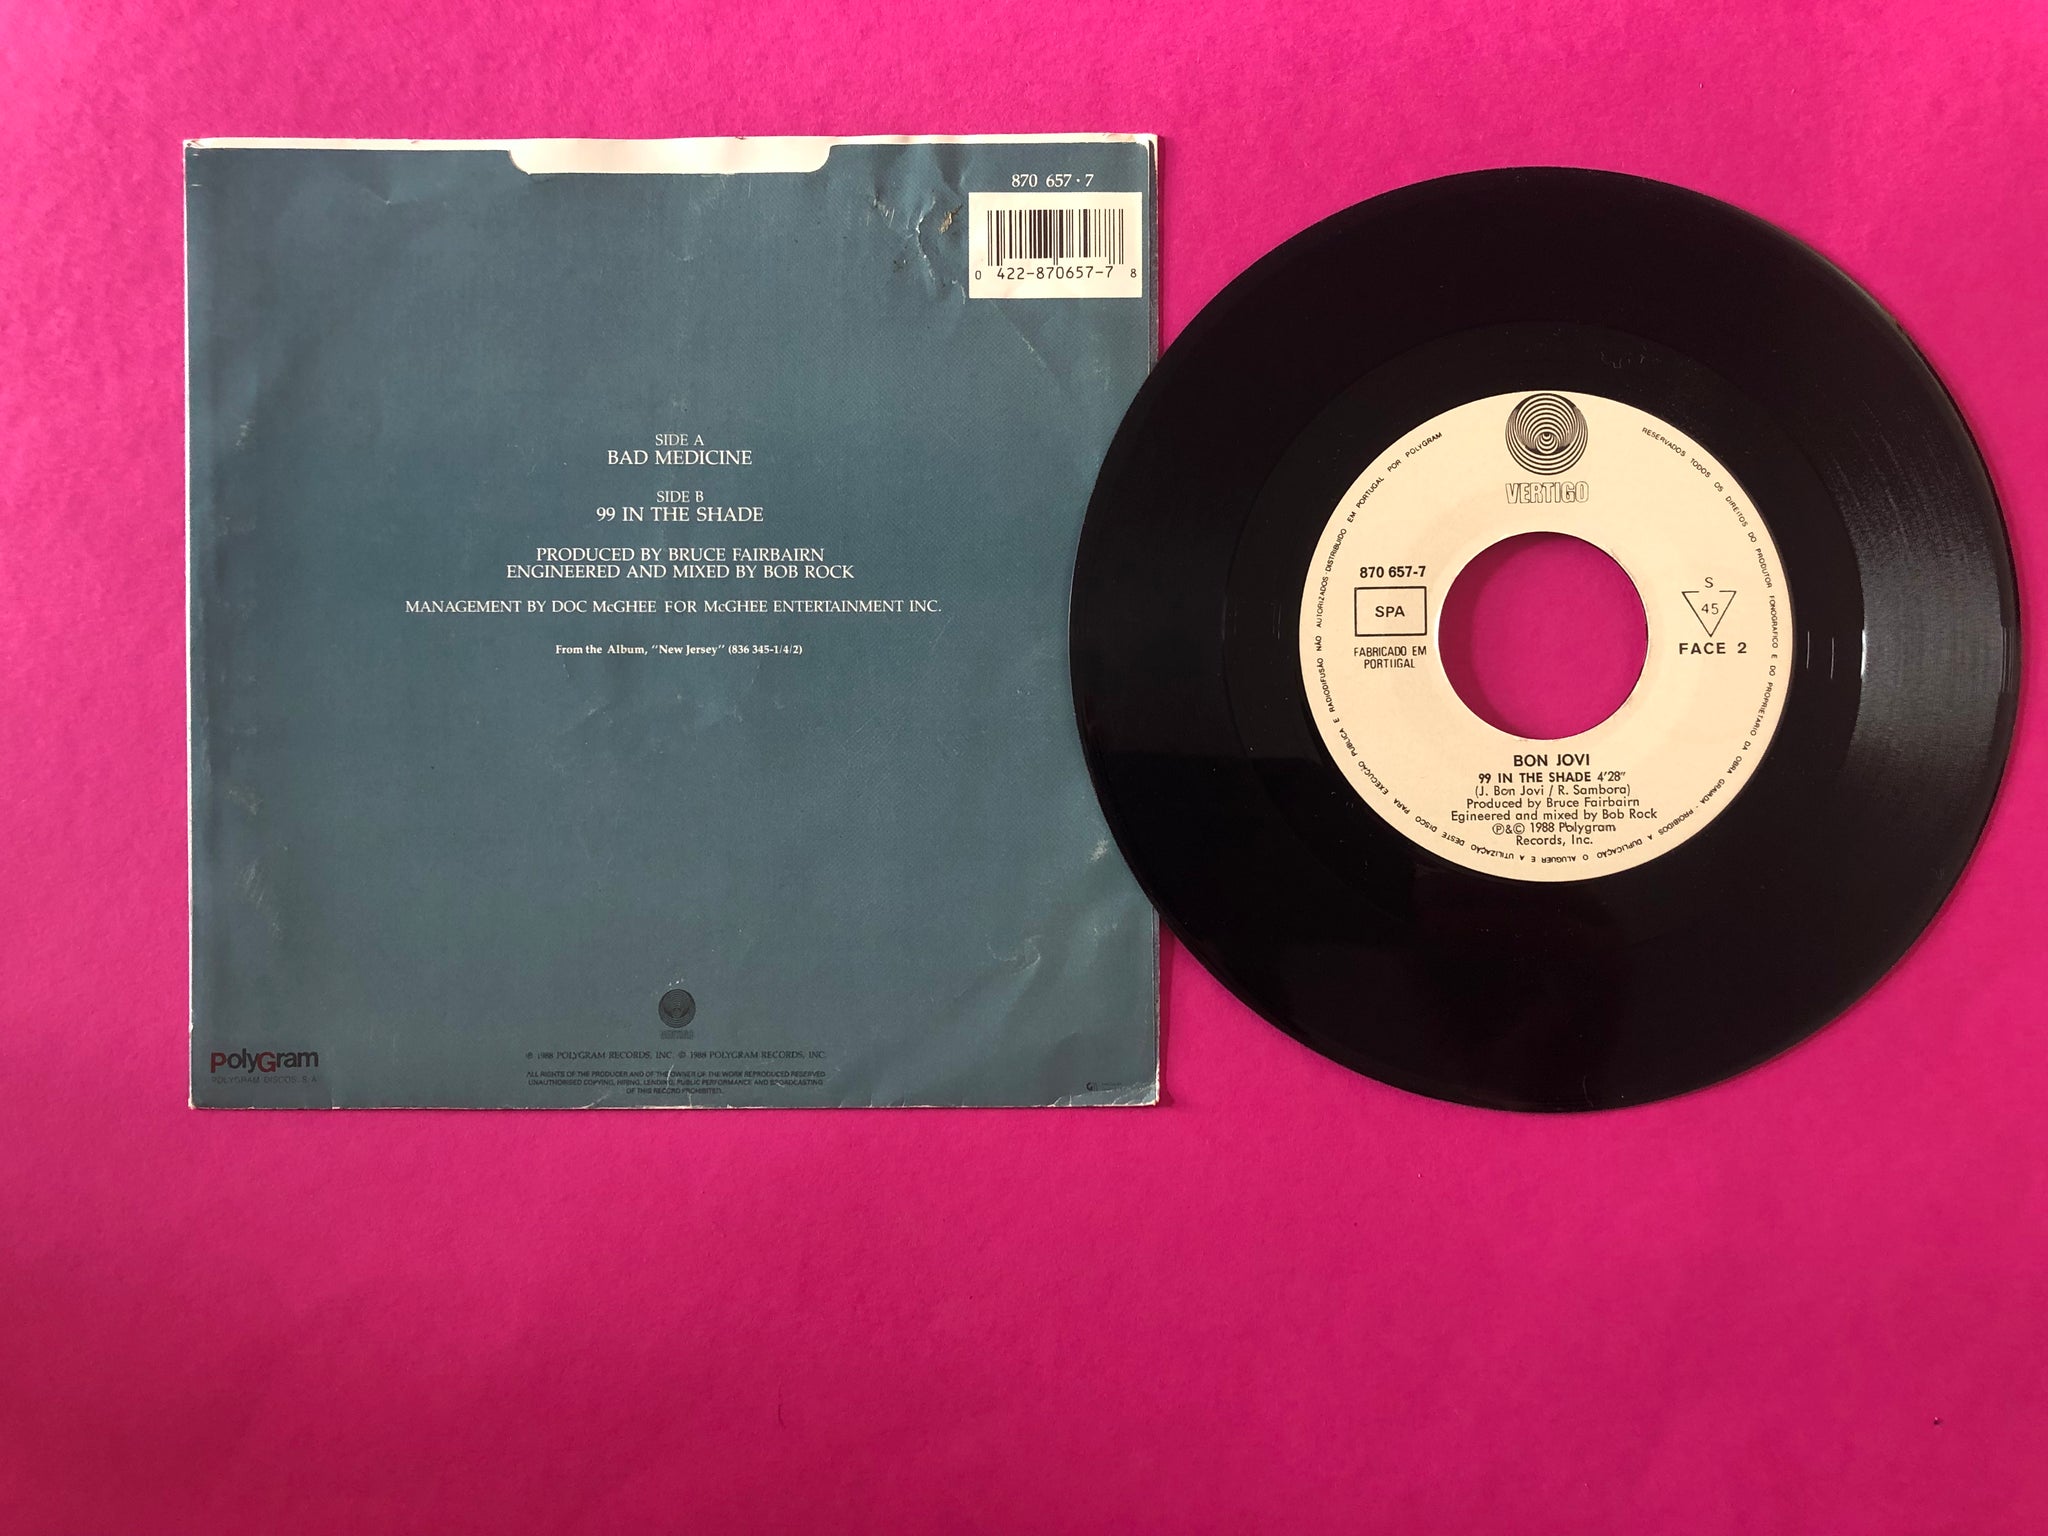 870 657·7
0 422-870657-7 8
SIDE A
BAD MEDICINE
SIDE B
99 IN THE SHADE
PRODUCED BY BRUCE FAIRBAIRN
ENGINEERED AND MIXED BY BOB ROCK
MANAGEMENT BY DOC McGHEE FOR McGHEE ENTERTAINMENT INC.
From the Album, "New Jersey" (836 345-1/4/2)
PolyGram
POLYGRAM DISCOS S A
VERTIGO
℗ 1988 POLYGRAM RECORDS, INC. © 1988 POLYGRAM RECORDS, INC.
ALL RIGHTS OF THE PRODUCER AND OF THE OWNER OF THE WORK REPRODUCED RESERVED
UNAUTHORISED COPYING, HIRING, LENDING, PUBLIC PERFORMANCE AND BROADCASTING
OF THIS RECORD PROHIBITED.
VERTIGO
RESERVADOS TODOS OS DIREITOS DO PRODUTOR FONOGRAFICO E DO PROPRIETARIO DA OBRA GRAVADA - PROIBIDOS A DUPLICAÇÃO O ALUGUER E A UTILIZAÇÃO DESTE DISCO PARA EXECUÇÃO PUBLICA E RADIODIFUSÃO NÃO AUTORIZADOS · DISTRIBUIDO EM PORTUGAL POR POLYGRAM
870 657-7
SPA
FABRICADO EM
PORTUGAL
S
45
FACE 2
BON JOVI
99 IN THE SHADE 4'28"
(J. Bon Jovi / R. Sambora)
Produced by Bruce Fairbairn
Egineered and mixed by Bob Rock
℗&© 1988 Polygram
Records, Inc.